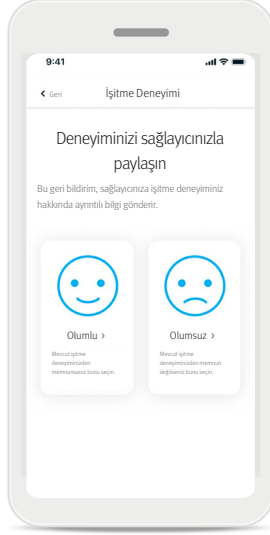 9:41
Geri
İşitme Deneyimi
Deneyiminizi sağlayıcınızla
paylaşın
Bu geri bildirim, sağlayıcınıza işitme deneyiminiz
hakkında ayrıntılı bilgi gönderir.
Olumlu ›
Mevcut işitme
deneyiminizden
memnunsanız bunu seçin.
Olumsuz ›
Mevcut işitme
deneyiminizden memnun
değilseniz bunu seçin.